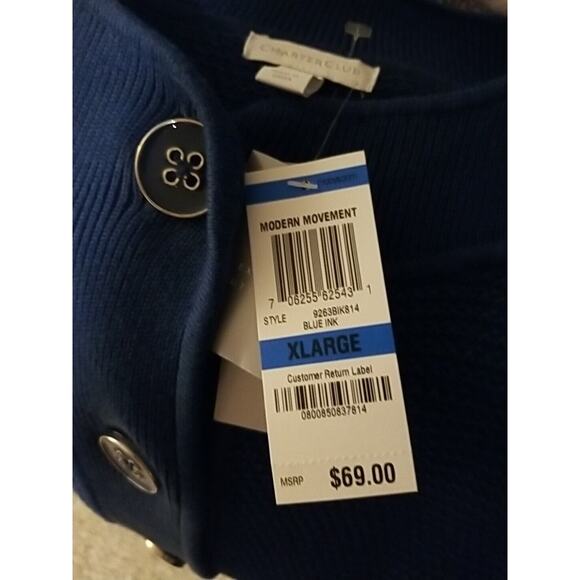 CHARTER CLUB
MODERN MOVEMENT
7 06255 62543 1
STYLE 9263BIK814
BLUE INK
XLARGE
Customer Return Label
0800850837814
MSRP $69.00